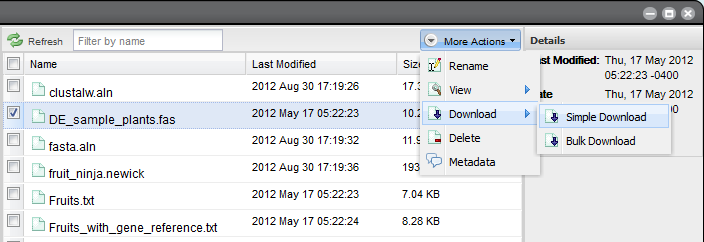 Refresh Filter by name More Actions Details
Name Last Modified Siz
clustalw.aln 2012 Aug 30 17:19:26 17.3
DE_sample_plants.fas 2012 May 17 05:22:23 10.2
fasta.aln 2012 Aug 30 17:19:32 11.9
fruit_ninja.newick 2012 Aug 30 17:19:36 193
Fruits.txt 2012 May 17 05:22:23 7.04 KB
Fruits_with_gene_reference.txt 2012 May 17 05:22:24 8.28 KB
Rename
View
Download
Delete
Metadata
Simple Download
Bulk Download
ast Modified: Thu, 17 May 2012
05:22:23 -0400
ate Thu, 17 May 2012